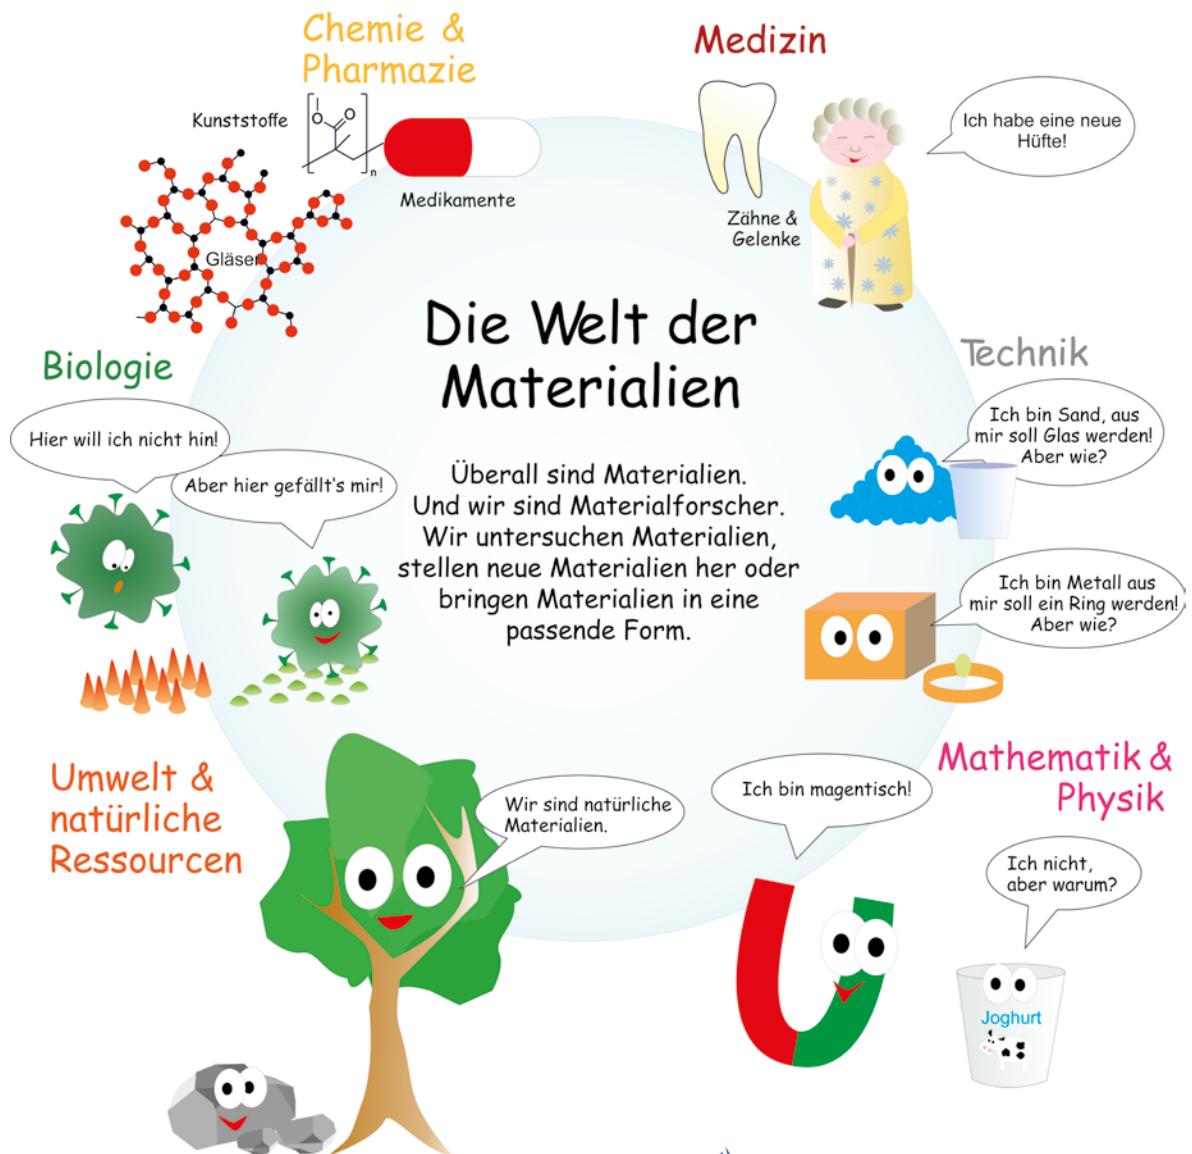 Chemie &
Pharmazie
Kunststoffe
O
O
n
Medikamente
Gläser
Medizin
Ich habe eine neue
Hüfte!
Zähne &
Gelenke
Die Welt der
Materialien
Überall sind Materialien.
Und wir sind Materialforscher.
Wir untersuchen Materialien,
stellen neue Materialien her oder
bringen Materialien in eine
passende Form.
Biologie
Hier will ich nicht hin!
Aber hier gefällt's mir!
Technik
Ich bin Sand, aus
mir soll Glas werden!
Aber wie?
Ich bin Metall aus
mir soll ein Ring werden!
Aber wie?
Umwelt &
natürliche
Ressourcen
Wir sind natürliche
Materialien.
Mathematik &
Physik
Ich bin magentisch!
Ich nicht,
aber warum?
Joghurt